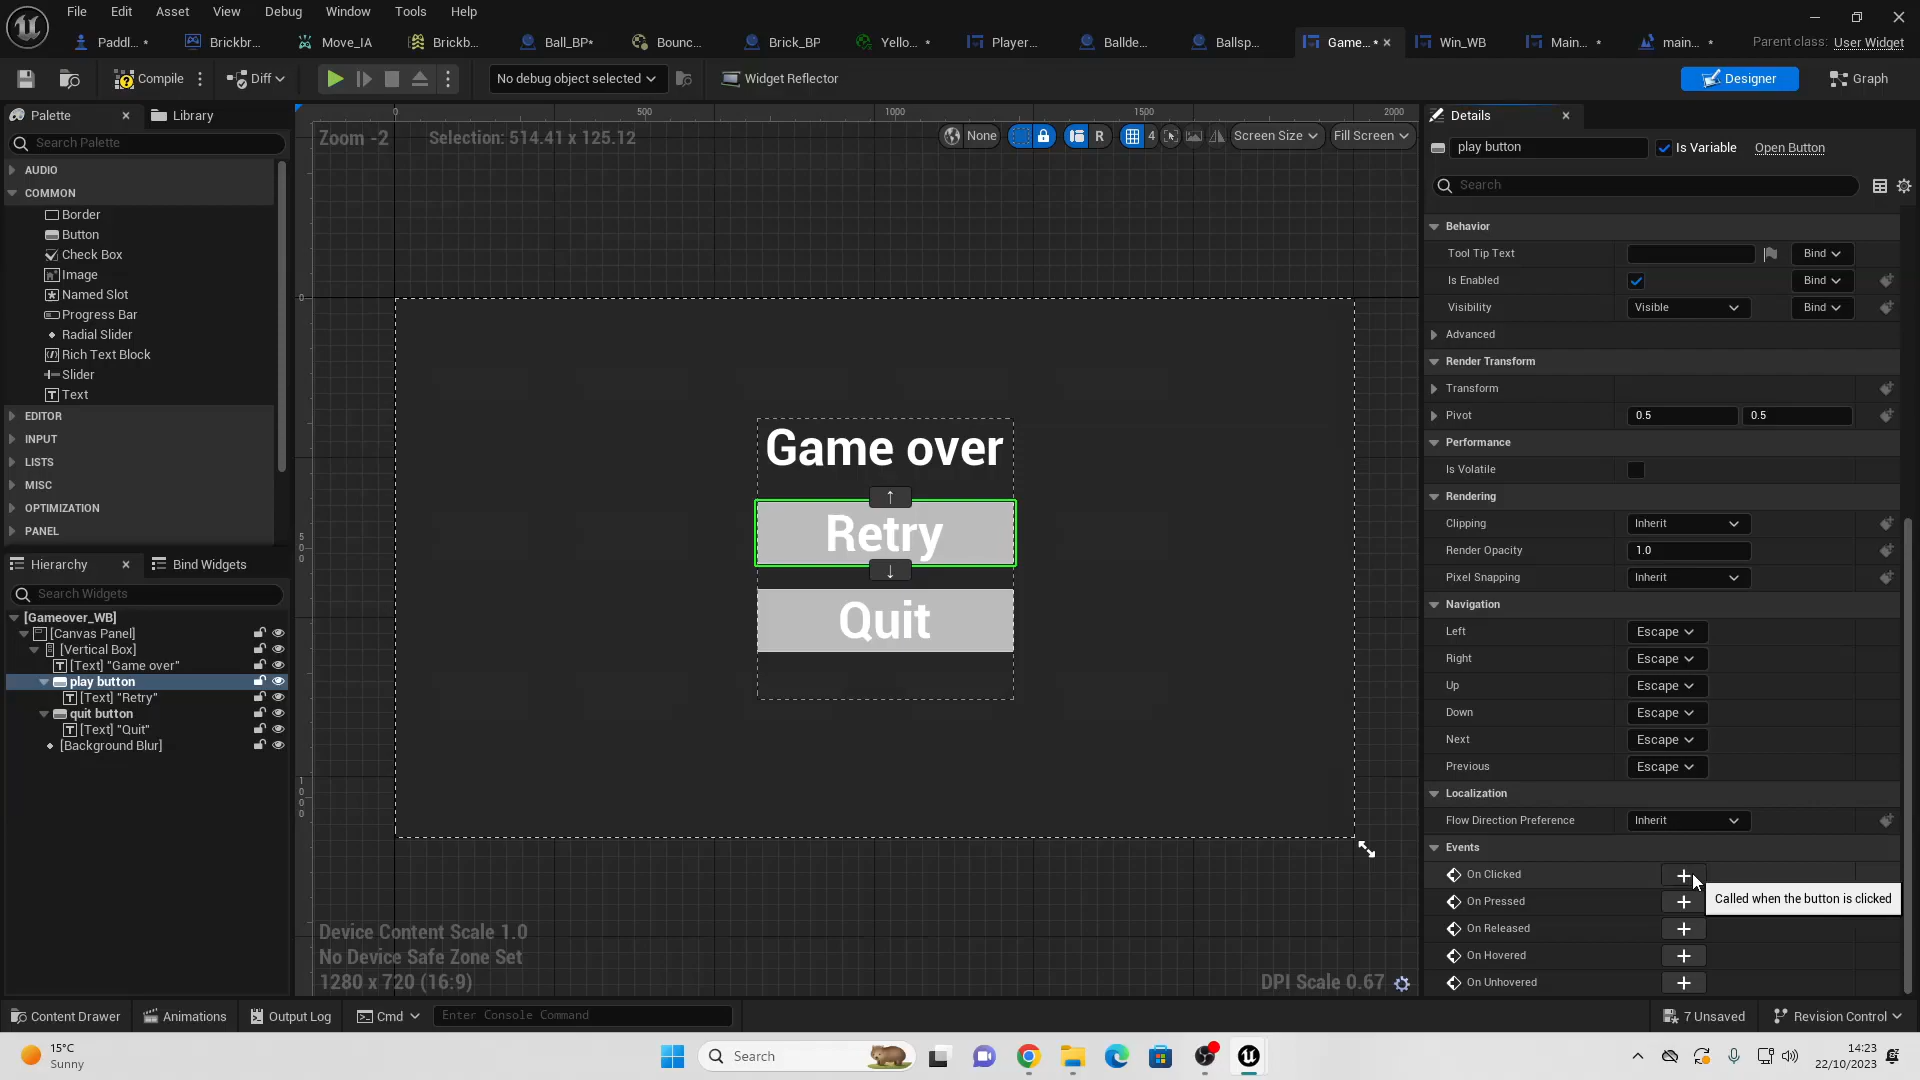 File Edit Asset View Debug Window Tools Help
Paddl... * Brickbr... Move_IA Brickb... Ball_BP* Bounc... Brick_BP Yello... * Player... Ballde... Ballsp... Game... * Win_WB Main... * main... * Parent class: User Widget
Compile Diff No debug object selected Widget Reflector Designer Graph
Palette Library
Search Palette
AUDIO
COMMON
Border
Button
Check Box
Image
Named Slot
Progress Bar
Radial Slider
Rich Text Block
Slider
Text
EDITOR
INPUT
LISTS
MISC
OPTIMIZATION
PANEL
Hierarchy Bind Widgets
Search Widgets
[Gameover_WB]
[Canvas Panel]
[Vertical Box]
[Text] "Game over"
play button
[Text] "Retry"
quit button
[Text] "Quit"
[Background Blur]
0 500 1000 1500 2000
Zoom -2 Selection: 514.41 x 125.12
None R 4 Screen Size Fill Screen
0
500
1000
Game over
Retry
Quit
Device Content Scale 1.0
No Device Safe Zone Set
1280 x 720 (16:9)
DPI Scale 0.67
Details
play button Is Variable Open Button
Search
Behavior
Tool Tip Text Bind
Is Enabled Bind
Visibility Visible Bind
Advanced
Render Transform
Transform
Pivot 0.5 0.5
Performance
Is Volatile
Rendering
Clipping Inherit
Render Opacity 1.0
Pixel Snapping Inherit
Navigation
Left Escape
Right Escape
Up Escape
Down Escape
Next Escape
Previous Escape
Localization
Flow Direction Preference Inherit
Events
On Clicked
Called when the button is clicked
On Pressed
On Released
On Hovered
On Unhovered
Content Drawer Animations Output Log Cmd Enter Console Command 7 Unsaved Revision Control
15°C
Sunny
Search
14:23
22/10/2023